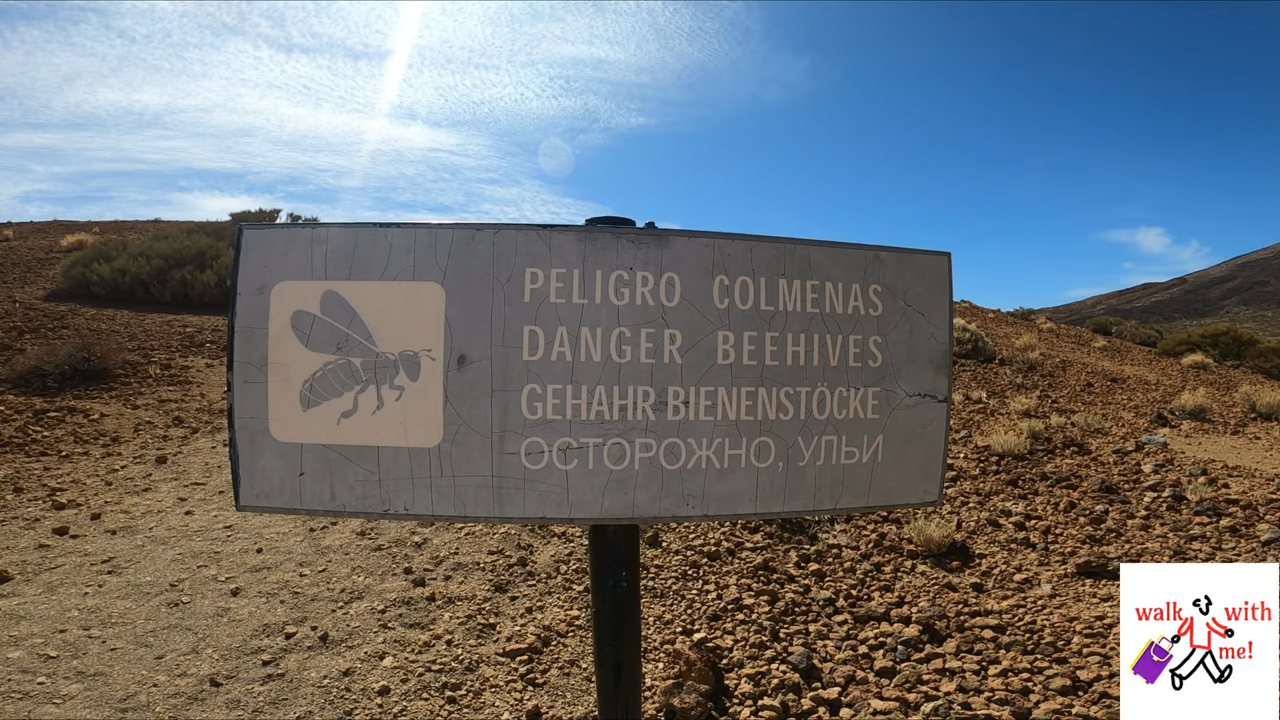 PELIGRO COLMENAS
DANGER BEEHIVES
GEHAHR BIENENSTÖCKE
ОСТОРОЖНО, УЛЬИ
walk with
me!